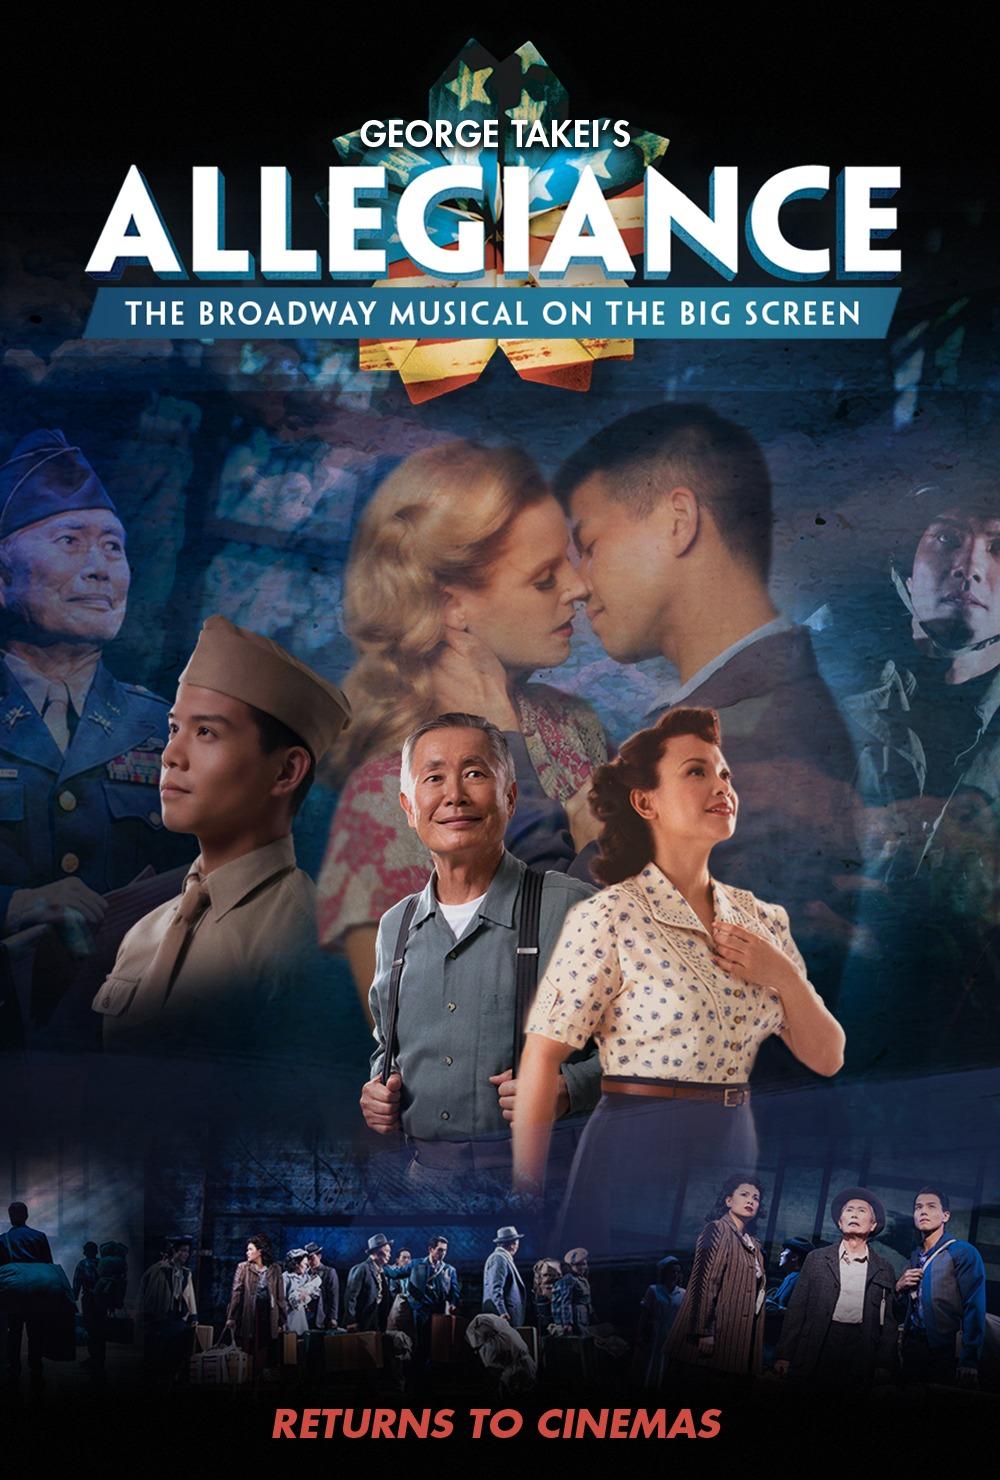 GEORGE TAKEI'S
ALLEGIANCE
THE BROADWAY MUSICAL ON THE BIG SCREEN
RETURNS TO CINEMAS